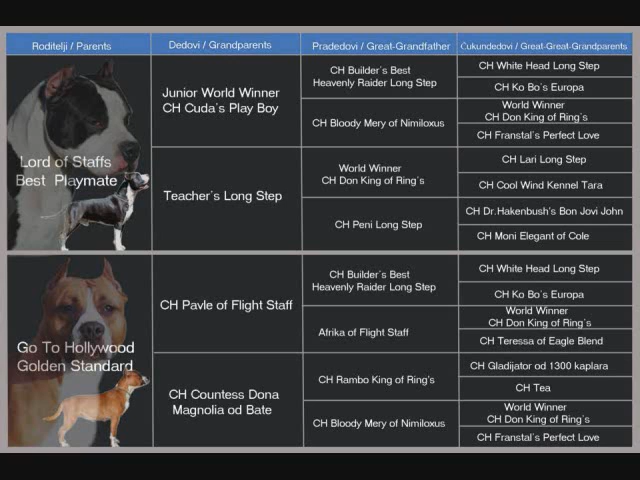 Roditelji / Parents
Dedovi / Grandparents
Pradedovi / Great-Grandfather
Čukundedovi / Great-Great-Grandparents
Lord of Staffs
Best Playmate
Junior World Winner
CH Cuda's Play Boy
Teacher's Long Step
CH Builder's Best
Heavenly Raider Long Step
CH Bloody Mery of Nimiloxus
World Winner
CH Don King of Ring's
CH Peni Long Step
CH White Head Long Step
CH Ko Bo's Europa
World Winner
CH Don King of Ring's
CH Franstal's Perfect Love
CH Lari Long Step
CH Cool Wind Kennel Tara
CH Dr.Hakenbush's Bon Jovi John
CH Moni Elegant of Cole
Go To Hollywood
Golden Standard
CH Pavle of Flight Staff
CH Countess Dona
Magnolia od Bate
CH Builder's Best
Heavenly Raider Long Step
Afrika of Flight Staff
CH Rambo King of Ring's
CH Bloody Mery of Nimiloxus
CH White Head Long Step
CH Ko Bo's Europa
World Winner
CH Don King of Ring's
CH Teressa of Eagle Blend
CH Gladijator od 1300 kaplara
CH Tea
World Winner
CH Don King of Ring's
CH Franstal's Perfect Love